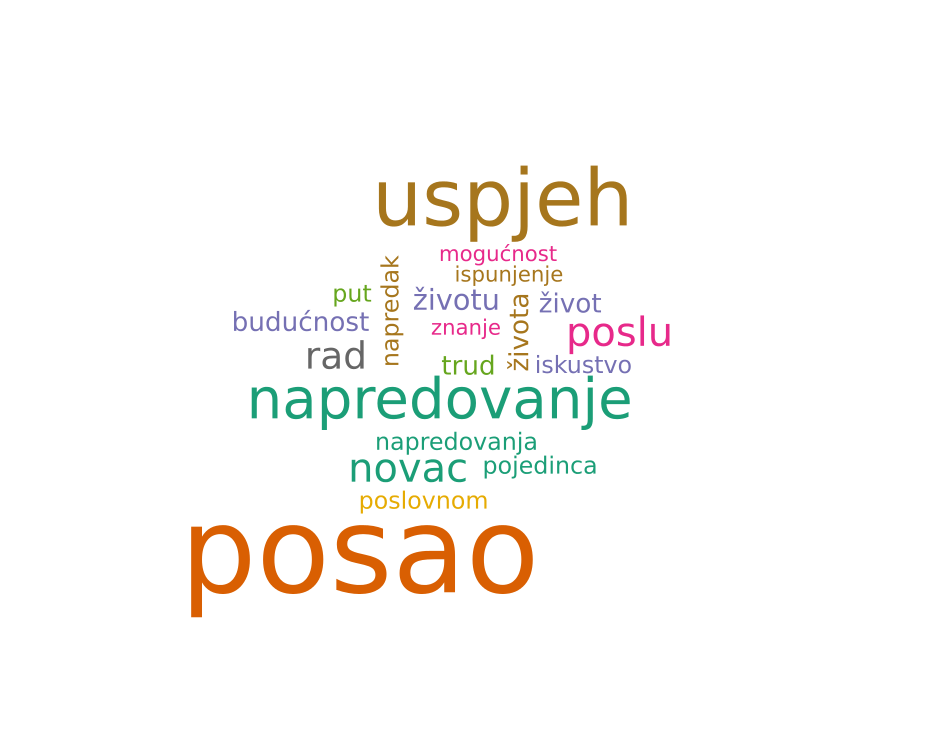 uspjeh
mogućnost
ispunjenje
napredak
put
životu
života
život
budućnost
znanje
poslu
rad
trud
iskustvo
napredovanje
napredovanja
novac
pojedinca
poslovnom
posao